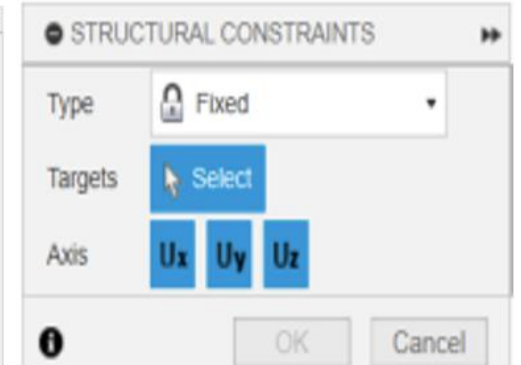 STRUCTURAL CONSTRAINTS
Type Fixed
Targets Select
Axis Ux Uy Uz
OK Cancel